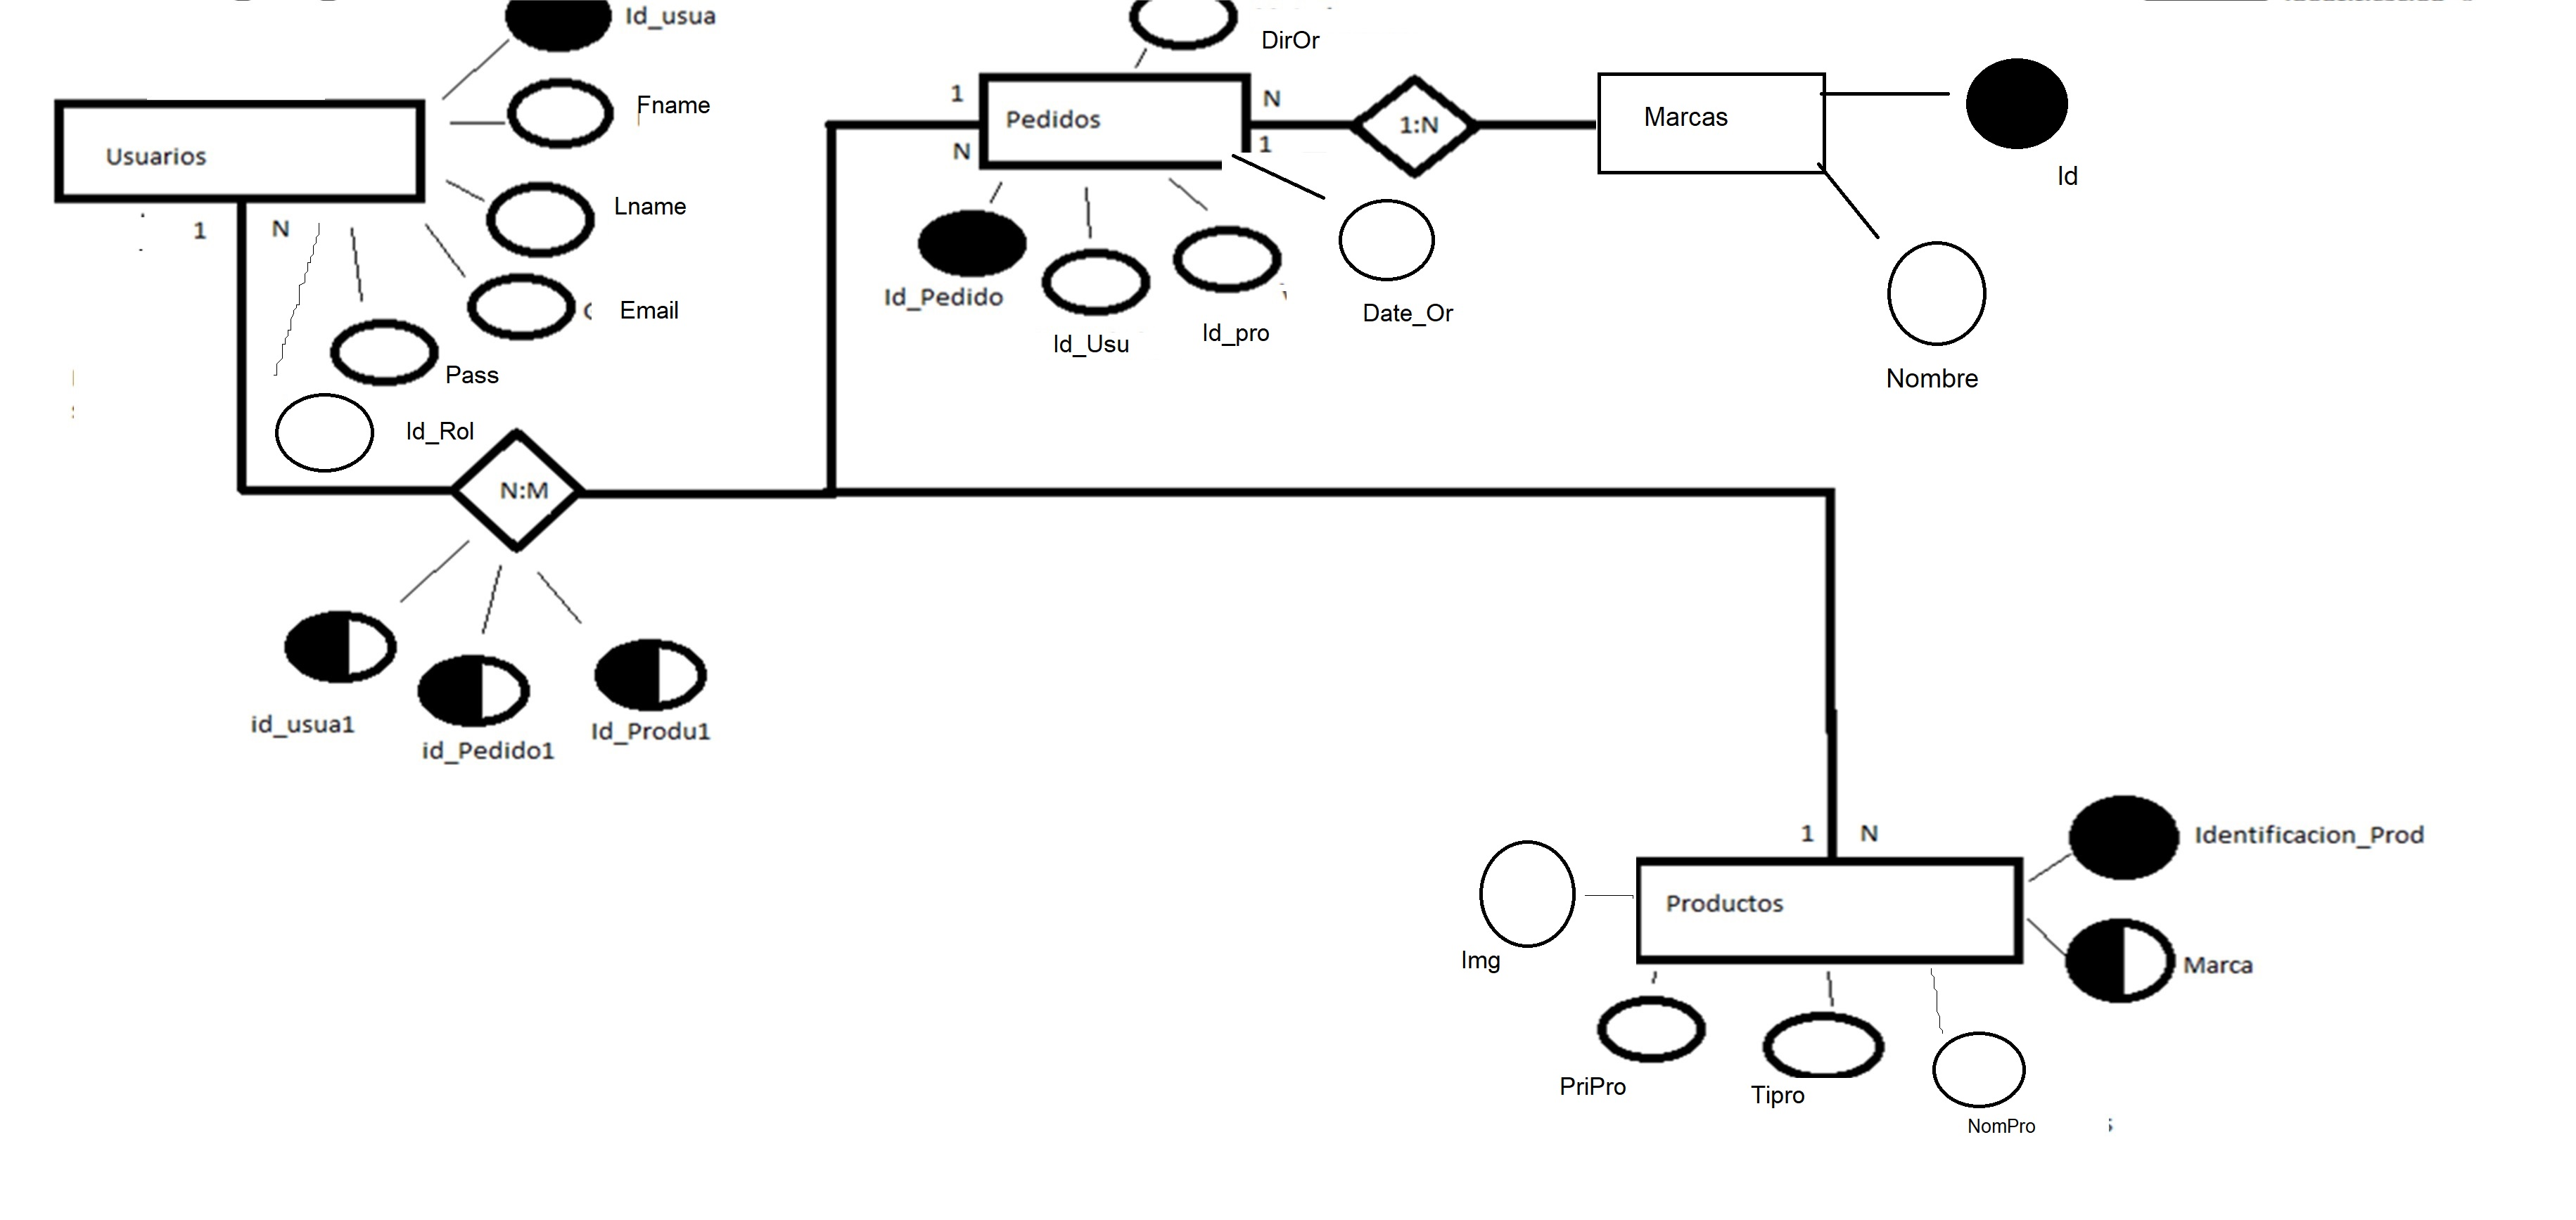 Id_usua
Fname
Usuarios
Lname
1 N
Email
Pass
Id_Rol
N:M
id_usua1
id_Pedido1
Id_Produ1
DirOr
1
N
Pedidos
N
1
1:N
Marcas
Id
Nombre
Id_Pedido
Id_Usu
Id_pro
Date_Or
1 N
Productos
Identificacion_Prod
Marca
Img
PriPro
Tipro
NomPro